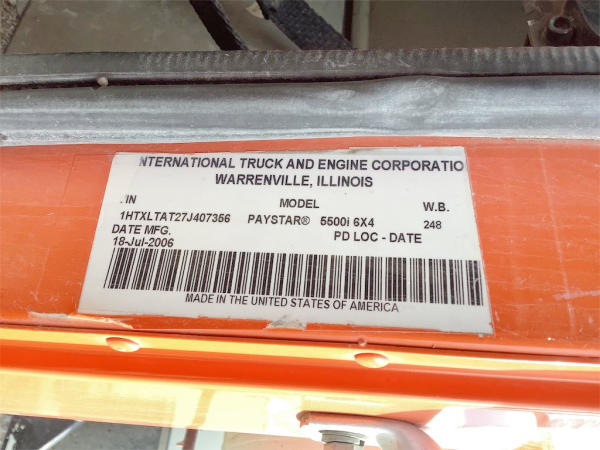 NTERNATIONAL TRUCK AND ENGINE CORPORATIO
WARRENVILLE, ILLINOIS
IN MODEL W.B.
1HTXLTAT27J407356 PAYSTAR® 5500i 6X4 248
DATE MFG. PD LOC - DATE
18-Jul-2006
MADE IN THE UNITED STATES OF AMERICA